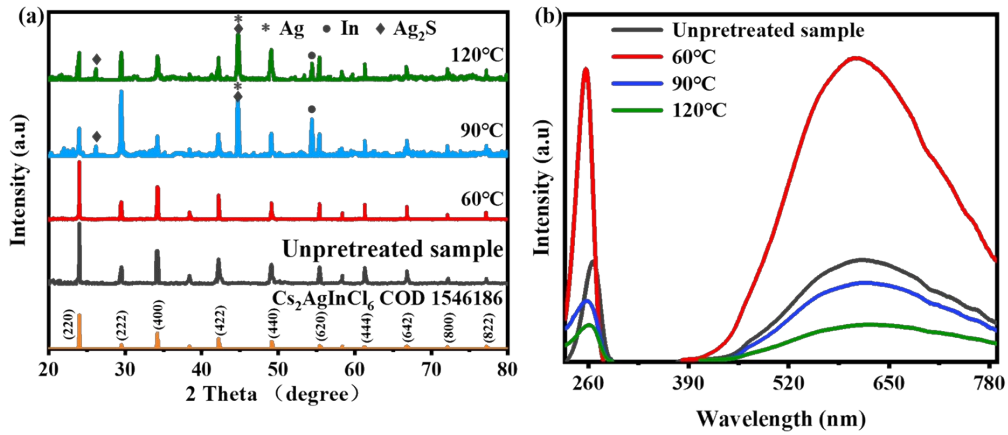 (a)
* Ag ● In ◆ Ag₂S
120℃
90℃
60℃
Unpretreated sample
Cs₂AgInCl₆ COD 1546186
(220)
(222)
(400)
(422)
(440)
(620)
(444)
(642)
(800)
(822)
20 30 40 50 60 70 80
2 Theta （degree）
Intensity (a.u)
(b)
Unpretreated sample
60℃
90℃
120℃
260 390 520 650 780
Wavelength (nm)
Intensity (a.u)